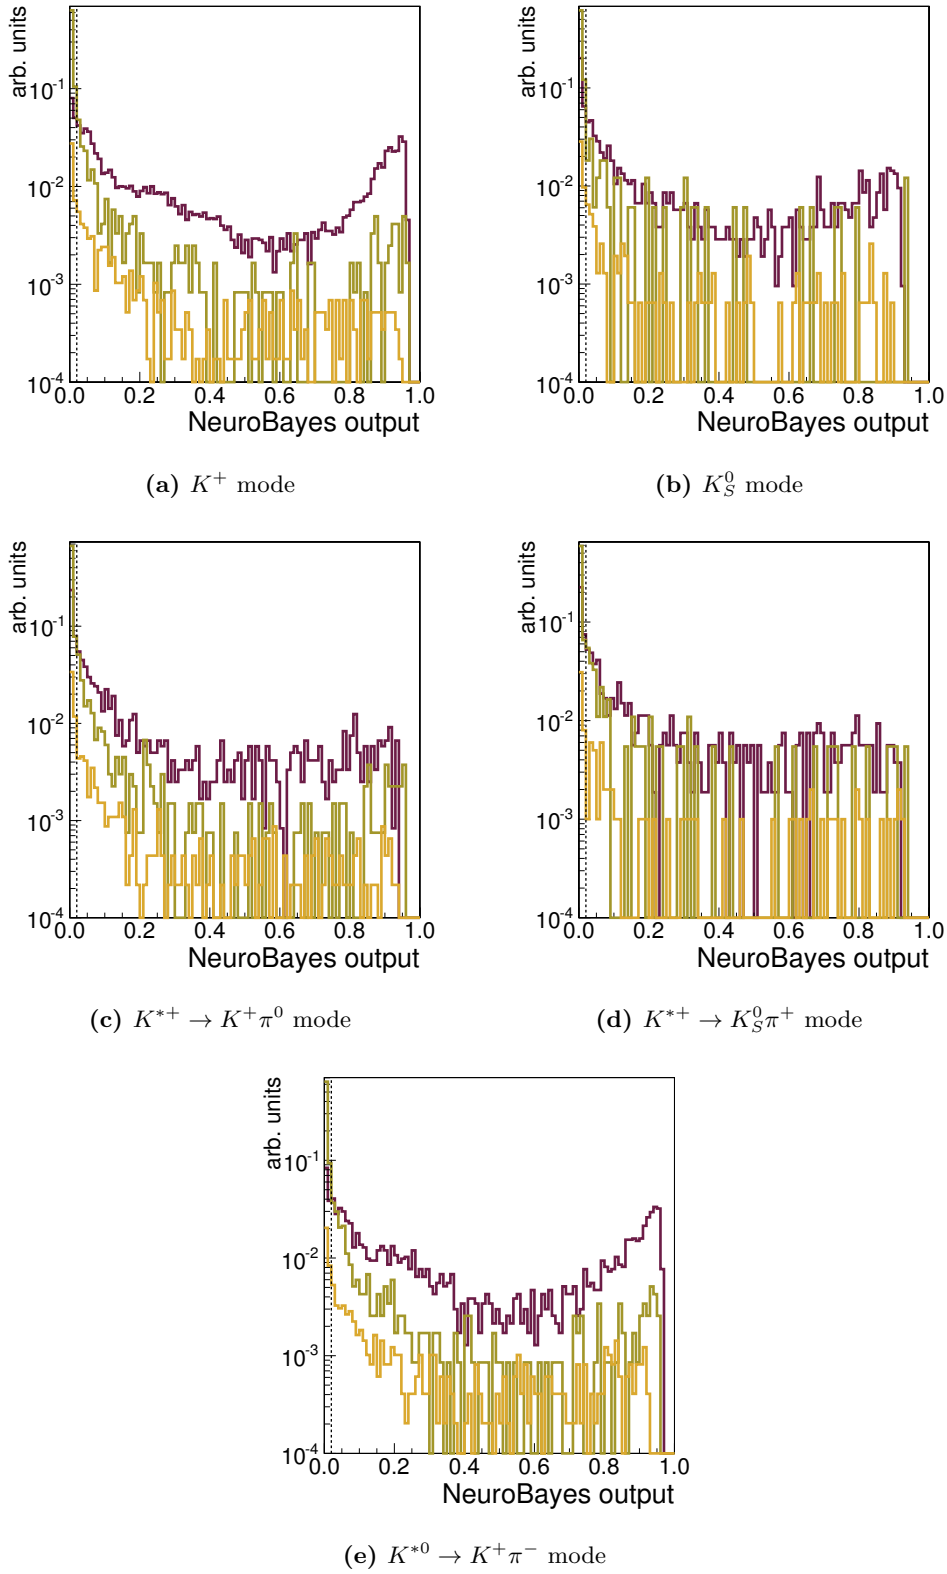 arb. units
10^-1
10^-2
10^-3
10^-4
0.0 0.2 0.4 0.6 0.8 1.0
NeuroBayes output
(a) K^+ mode
arb. units
10^-1
10^-2
10^-3
10^-4
0.0 0.2 0.4 0.6 0.8 1.0
NeuroBayes output
(b) K_S^0 mode
arb. units
10^-1
10^-2
10^-3
10^-4
0.0 0.2 0.4 0.6 0.8 1.0
NeuroBayes output
(c) K^{*+} → K^+π^0 mode
arb. units
10^-1
10^-2
10^-3
10^-4
0.0 0.2 0.4 0.6 0.8 1.0
NeuroBayes output
(d) K^{*+} → K_S^0π^+ mode
arb. units
10^-1
10^-2
10^-3
10^-4
0.0 0.2 0.4 0.6 0.8 1.0
NeuroBayes output
(e) K^{*0} → K^+π^- mode